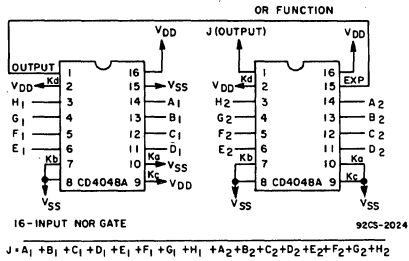 OR FUNCTION
J (OUTPUT)
VDD VDD
OUTPUT 1 16 1 16 EXP
VDD Kd 2 15 VSS VDD Kd 2 15
H1 3 14 A1 H2 3 14 A2
G1 4 13 B1 G2 4 13 B2
F1 5 12 C1 F2 5 12 C2
E1 6 11 D1 E2 6 11 D2
Kb 7 10 Ka VSS Kb 7 10 Ka
8 CD4048A 9 Kc VDD 8 CD4048A 9 Kc
VSS VSS VSS
16-INPUT NOR GATE
92CS-2024
J=A1 +B1 +C1 +D1 +E1 +F1 +G1 +H1 +A2+B2+C2+D2+E2+F2+G2+H2